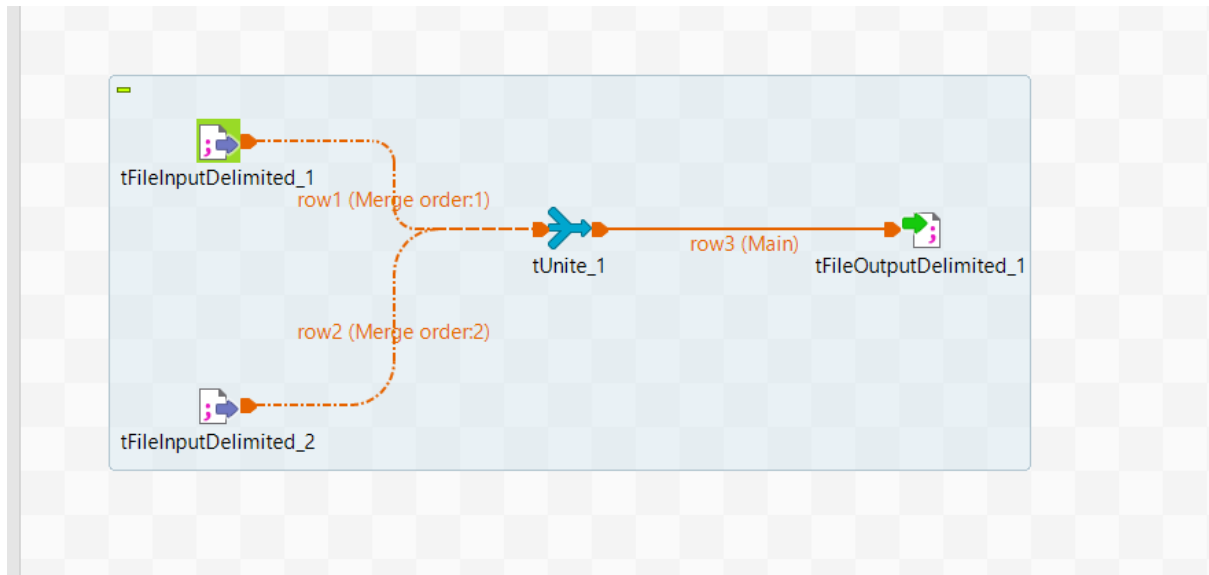 tFileInputDelimited_1
row1 (Merge order:1)
row3 (Main)
tUnite_1
tFileOutputDelimited_1
row2 (Merge order:2)
tFileInputDelimited_2